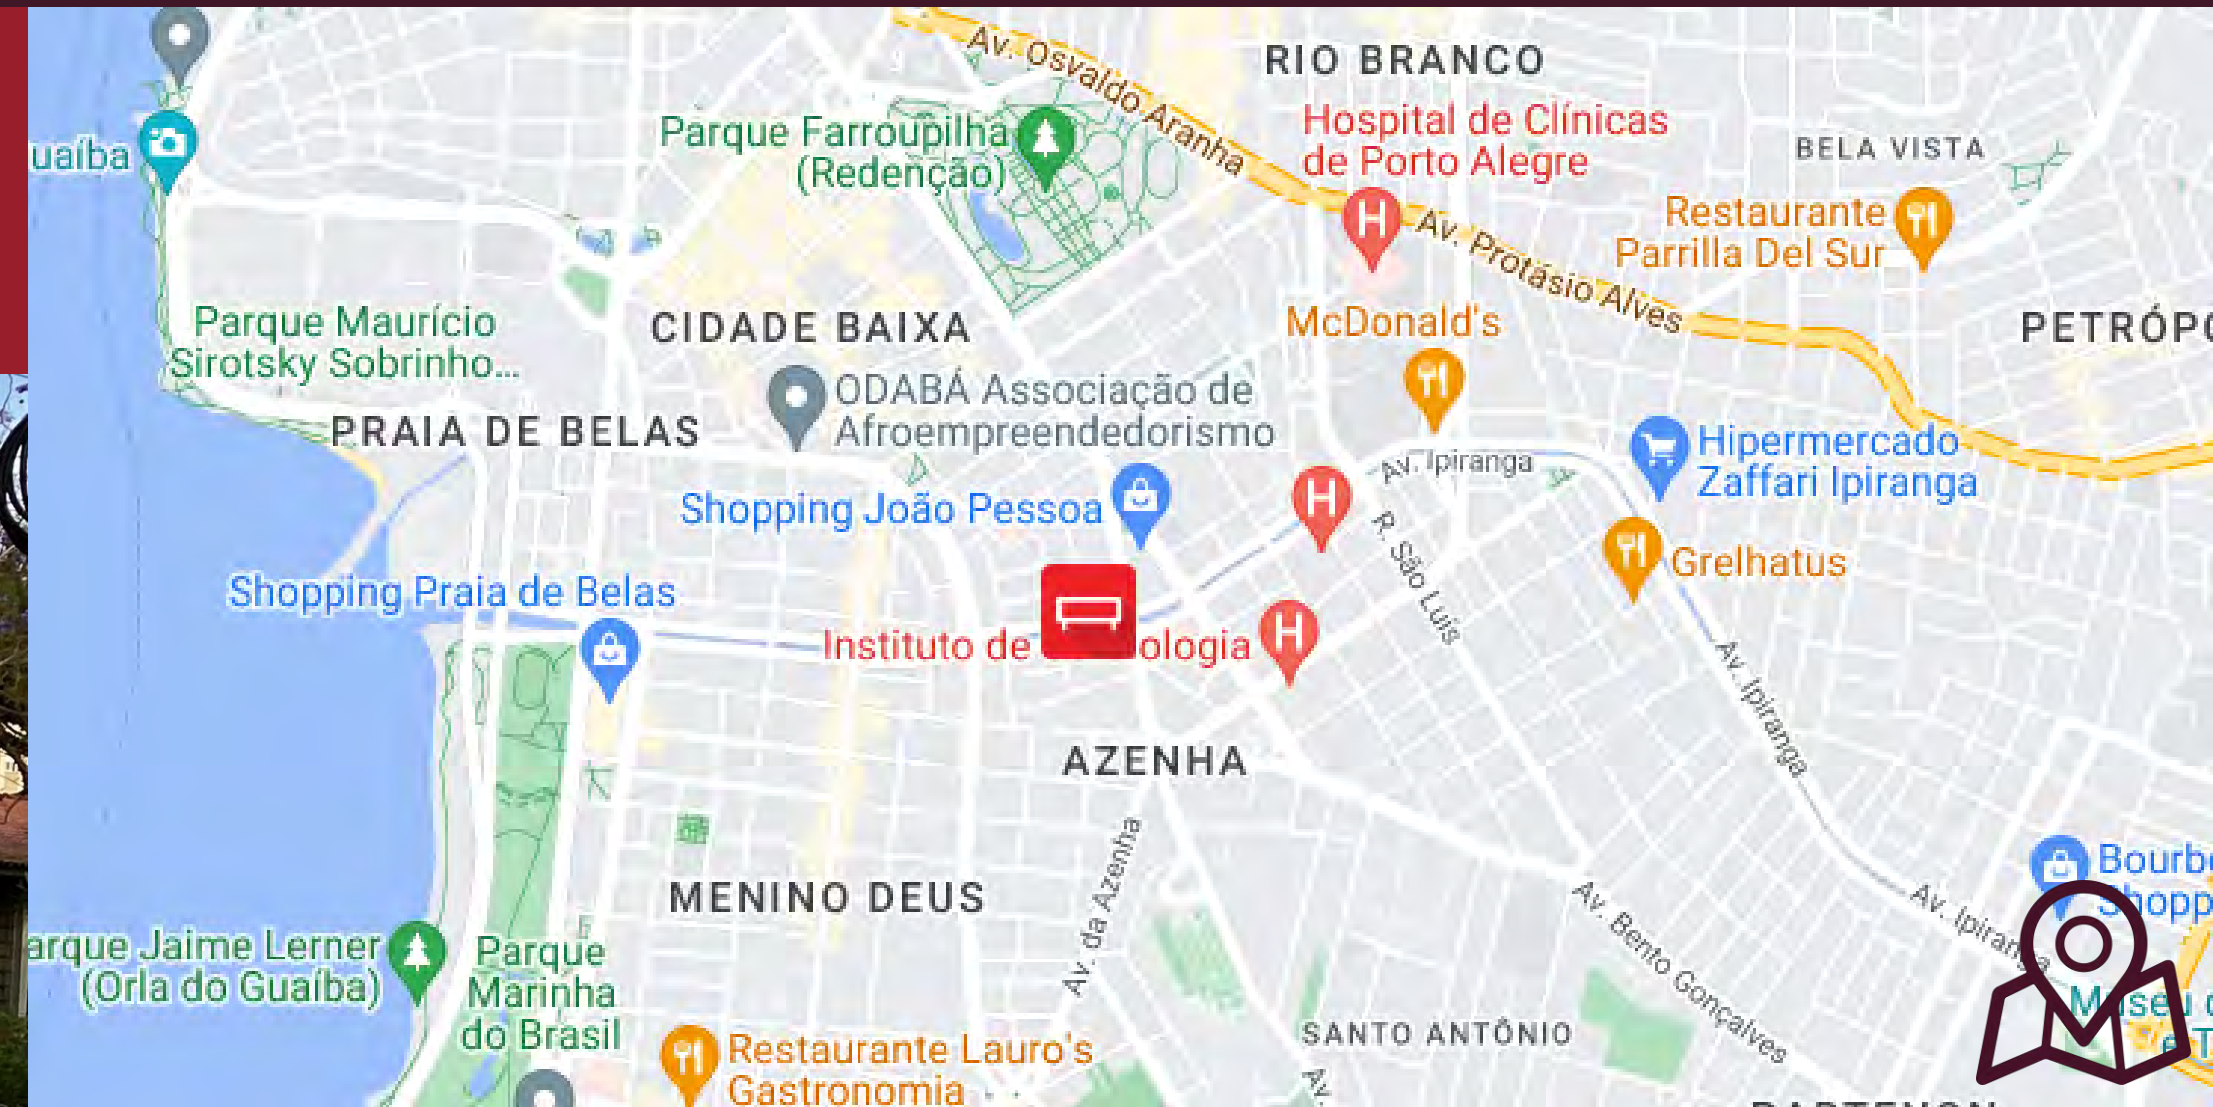 Av. Osvaldo Aranha
RIO BRANCO
Hospital de Clínicas
de Porto Alegre
BELA VISTA
Parque Farroupilha
(Redenção)
uaíba
Restaurante
Parrilla Del Sur
Av. Protásio Alves
Parque Maurício
Sirotsky Sobrinho...
CIDADE BAIXA
McDonald's
PETRÓP
ODABÁ Associação de
Afroempreendedorismo
PRAIA DE BELAS
Av. Ipiranga
Hipermercado
Zaffari Ipiranga
Shopping João Pessoa
R. São Luís
Grelhatus
Shopping Praia de Belas
Instituto de
ologia
Av. Ipiranga
AZENHA
Av. da Azenha
MENINO DEUS
Bourb
Shopp
Av. Ipiranga
Av. Bento Gonçalves
arque Jaime Lerner
(Orla do Guaíba)
Parque
Marinha
do Brasil
Museu
e T
SANTO ANTÔNIO
Restaurante Lauro's
Gastronomia
Av.